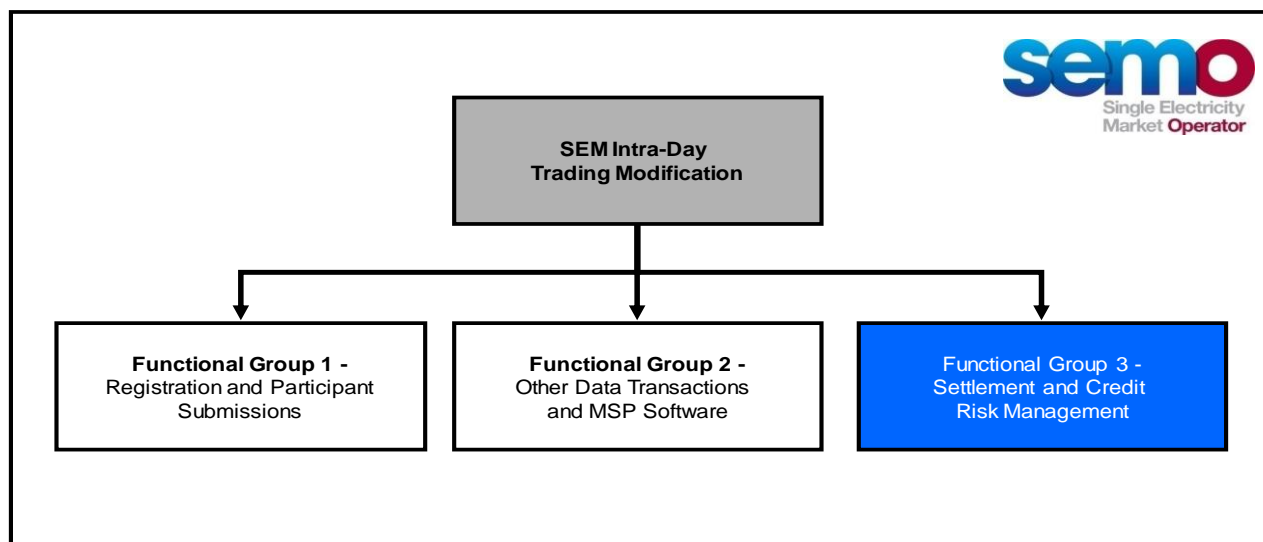 semo
Single Electricity
Market Operator
SEM Intra-Day
Trading Modification
Functional Group 1 -
Registration and Participant
Submissions
Functional Group 2 -
Other Data Transactions
and MSP Software
Functional Group 3 -
Settlement and Credit
Risk Management